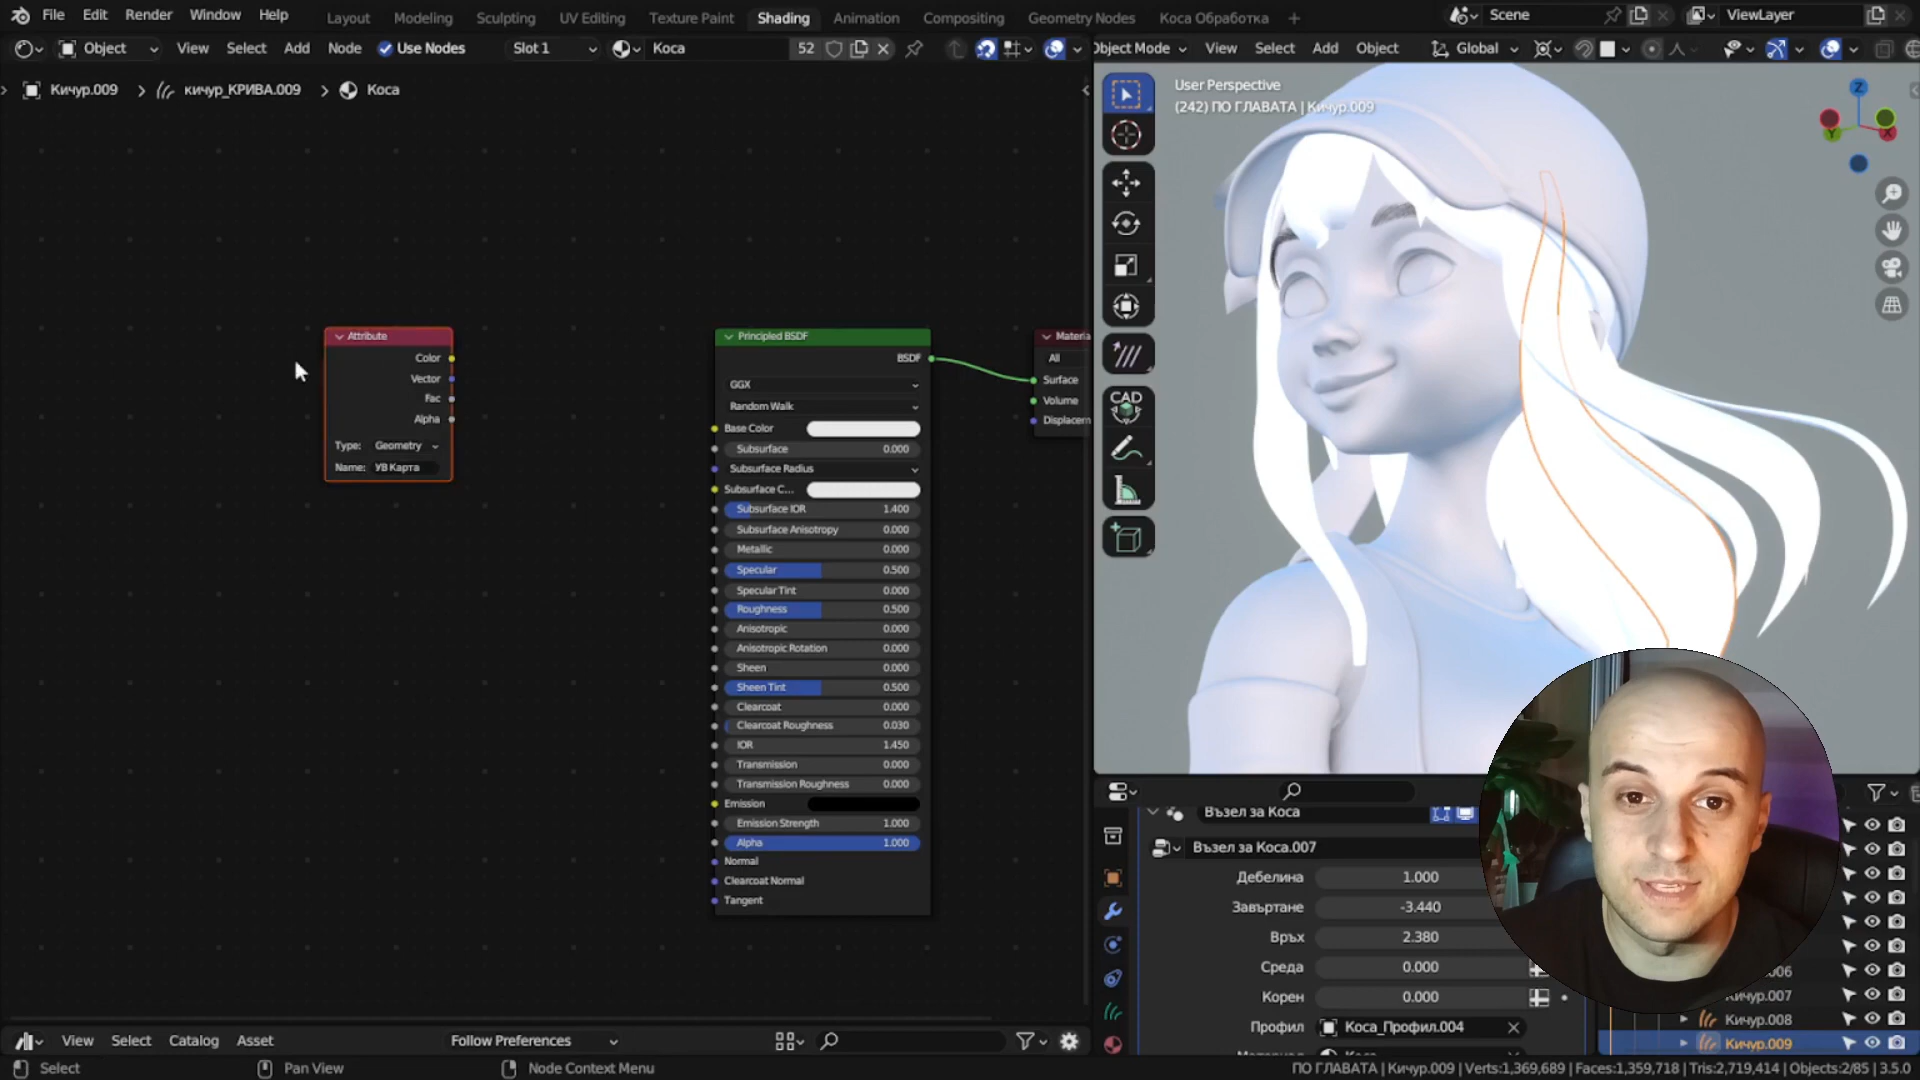 File Edit Render Window Help
Layout Modeling Sculpting UV Editing Texture Paint Shading Animation Compositing Geometry Nodes Коса Обработка +
Scene ViewLayer
Object View Select Add Node Use Nodes Slot 1 Коса 52
Object Mode View Select Add Object Global
Кичур.009 > кичур_КРИВА.009 > Коса
User Perspective
(242) ПО ГЛАВАТА | Кичур.009
Z
Y
X
Attribute
Color
Vector
Fac
Alpha
Type: Geometry
Name: УВ Карта
Principled BSDF
BSDF
GGX
Random Walk
Base Color
Subsurface 0.000
Subsurface Radius
Subsurface C...
Subsurface IOR 1.400
Subsurface Anisotropy 0.000
Metallic 0.000
Specular 0.500
Specular Tint 0.000
Roughness 0.500
Anisotropic 0.000
Anisotropic Rotation 0.000
Sheen 0.000
Sheen Tint 0.500
Clearcoat 0.000
Clearcoat Roughness 0.030
IOR 1.450
Transmission 0.000
Transmission Roughness 0.000
Emission
Emission Strength 1.000
Alpha 1.000
Normal
Clearcoat Normal
Tangent
Materia
All
Surface
Volume
Displacem
CAD
Възел за Коса
Възел за Коса.007
Дебелина 1.000
Завъртане -3.440
Връх 2.380
Среда 0.000
Корен 0.000
Профил Коса_Профил.004
.006
Кичур.007
Кичур.008
Кичур.009
View Select Catalog Asset Follow Preferences
Select Pan View Node Context Menu
ПО ГЛАВАТА | Кичур.009 | Verts:1,369,689 | Faces:1,359,718 | Tris:2,719,414 | Objects:2/85 | 3.5.0